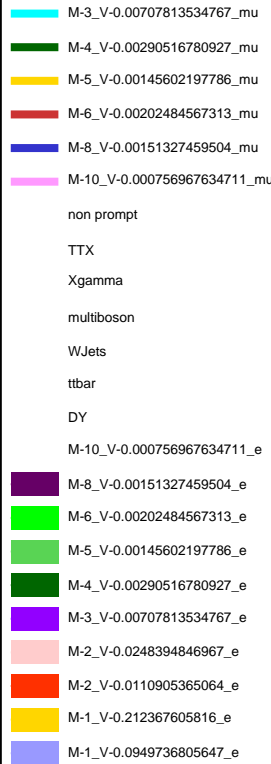 M-3_V-0.00707813534767_mu
M-4_V-0.00290516780927_mu
M-5_V-0.00145602197786_mu
M-6_V-0.00202484567313_mu
M-8_V-0.00151327459504_mu
M-10_V-0.000756967634711_mu
non prompt
TTX
Xgamma
multiboson
WJets
ttbar
DY
M-10_V-0.000756967634711_e
M-8_V-0.00151327459504_e
M-6_V-0.00202484567313_e
M-5_V-0.00145602197786_e
M-4_V-0.00290516780927_e
M-3_V-0.00707813534767_e
M-2_V-0.0248394846967_e
M-2_V-0.0110905365064_e
M-1_V-0.212367605816_e
M-1_V-0.0949736805647_e